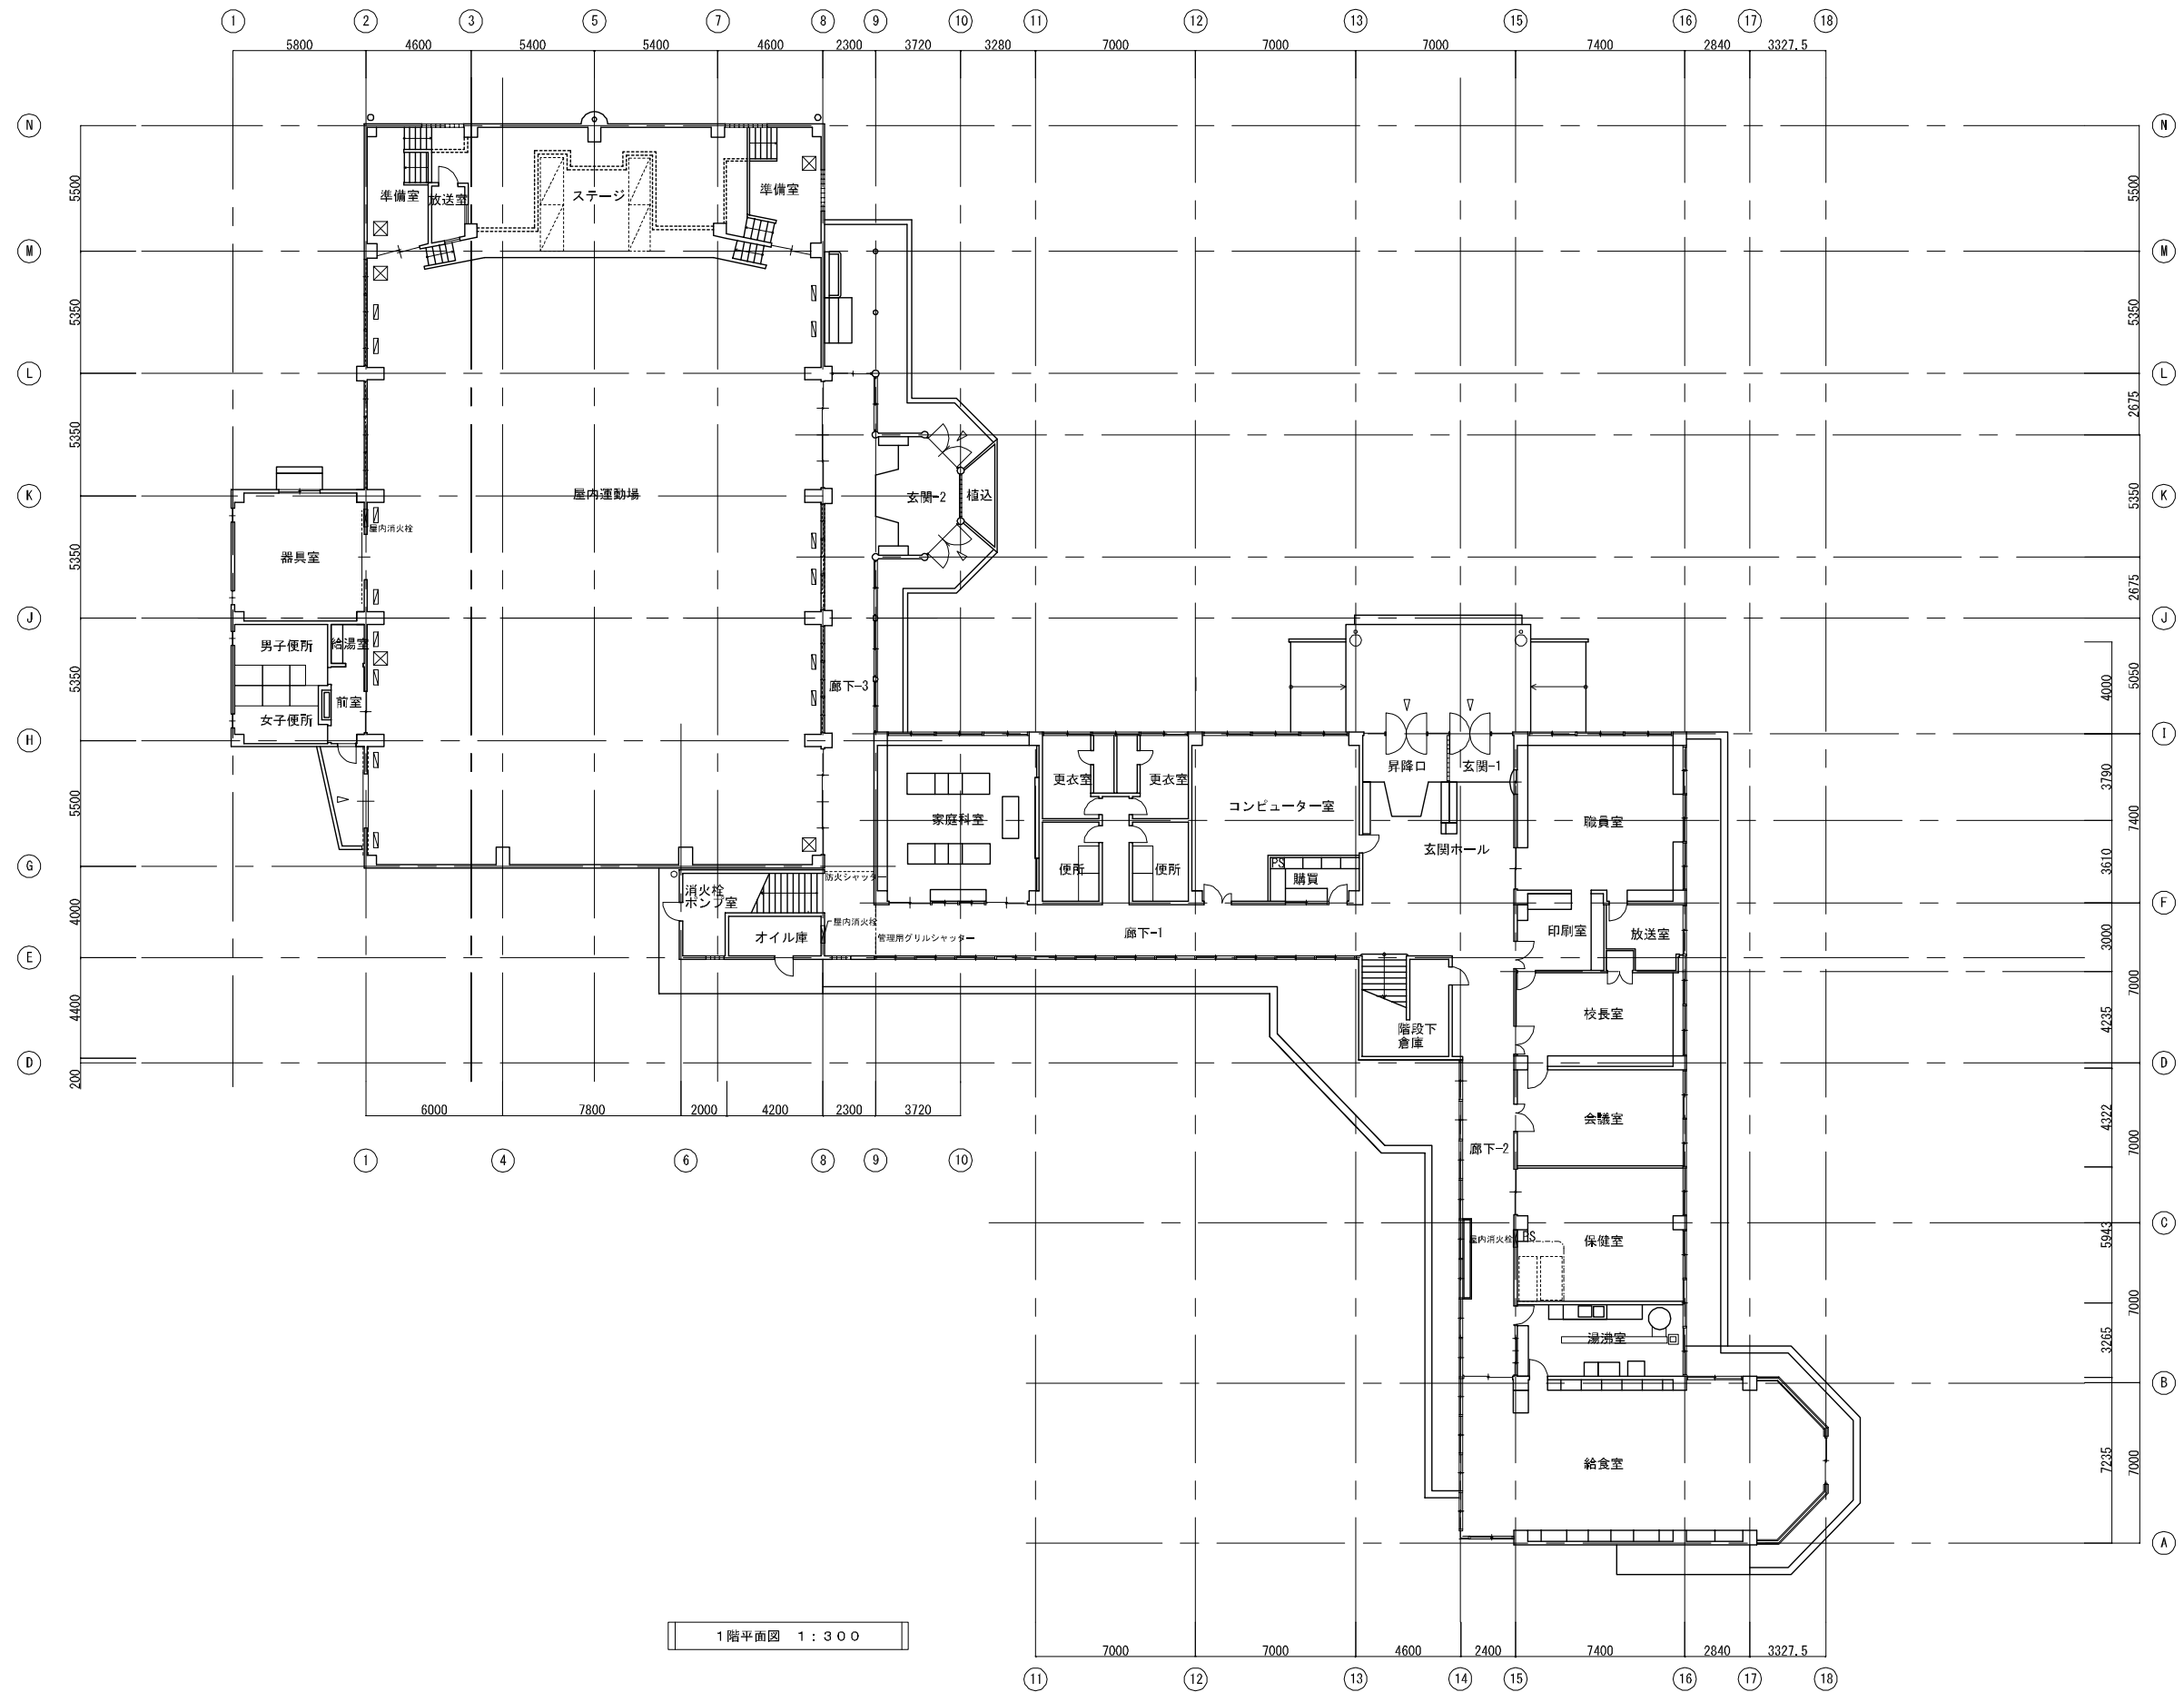 1 2 3 5 7 8 9 10 11 12 13 15 16 17 18
5800 4600 5400 5400 4600 2300 3720 3280 7000 7000 7000 7400 2840 3327.5
N N
5500 5500
準備室 放送室 ステージ 準備室
M M
5350 5350
L L
2675
5350
K 屋内運動場 玄関-2 植込 K
5350
屋内消火栓
器具室
5350
2675
J J
男子便所 給湯室
5350 廊下-3 4000 5050
前室
女子便所
H I
昇降口 玄関-1
更衣室 更衣室 3790
5500 コンピューター室
家庭科室 職員室 7400
玄関ホール
G PS 3610
便所 便所 購買
防火シャッター
消火栓
ポンプ室
F
4000 屋内消火栓
オイル庫 管理用グリルシャッター 廊下-1 印刷室 放送室 3000
E
4400 7000
校長室 4235
階段下
倉庫
D D
200
6000 7800 2000 4200 2300 3720
会議室 4322
廊下-2 7000
1 4 6 8 9 10
C
屋内消火栓 PS 保健室 5943
7000
湯沸室 3265
B
給食室 7235 7000
A
1階平面図 1:300
7000 7000 4600 2400 7400 2840 3327.5
11 12 13 14 15 16 17 18